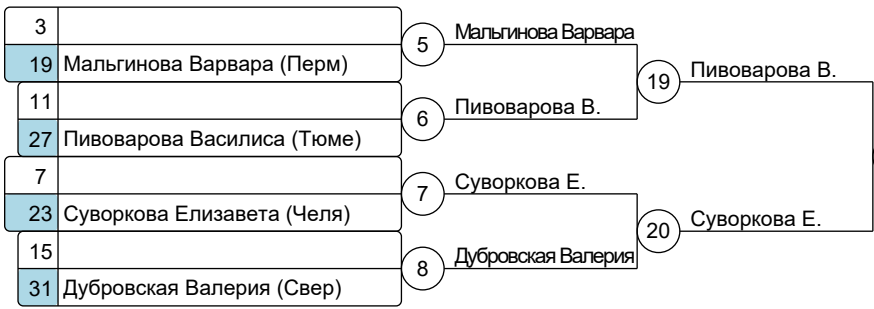 3
5
Мальгинова Варвара
19 Мальгинова Варвара (Перм)
19
Пивоварова В.
11
6
Пивоварова В.
27 Пивоварова Василиса (Тюме)
7
7
Суворкова Е.
23 Суворкова Елизавета (Челя)
20
Суворкова Е.
15
8
Дубровская Валерия
31 Дубровская Валерия (Свер)